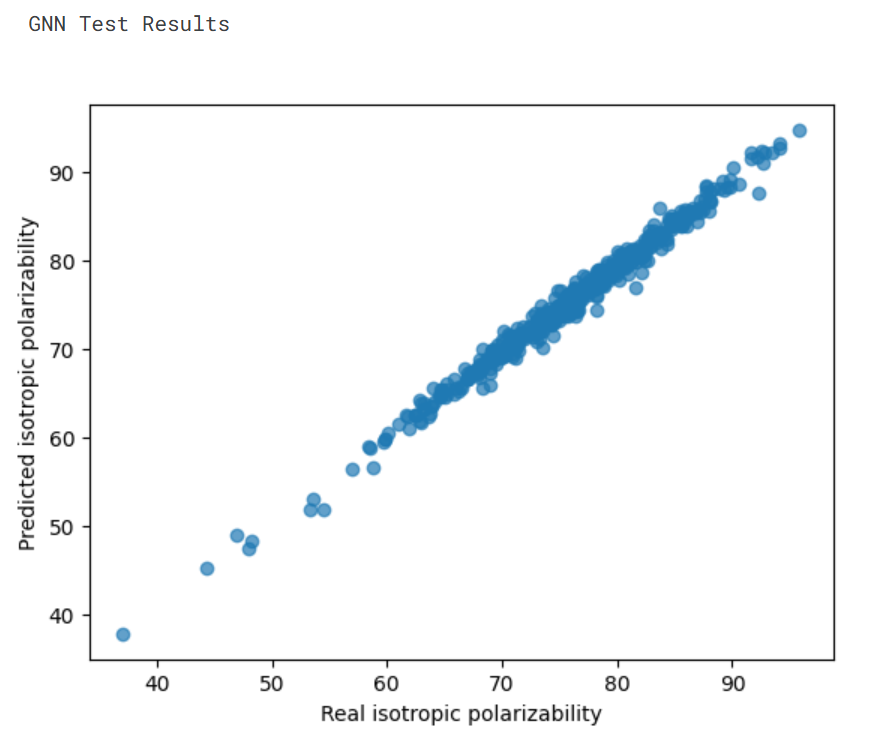 GNN Test Results
90
80
70
60
50
40
Predicted isotropic polarizability
40 50 60 70 80 90
Real isotropic polarizability